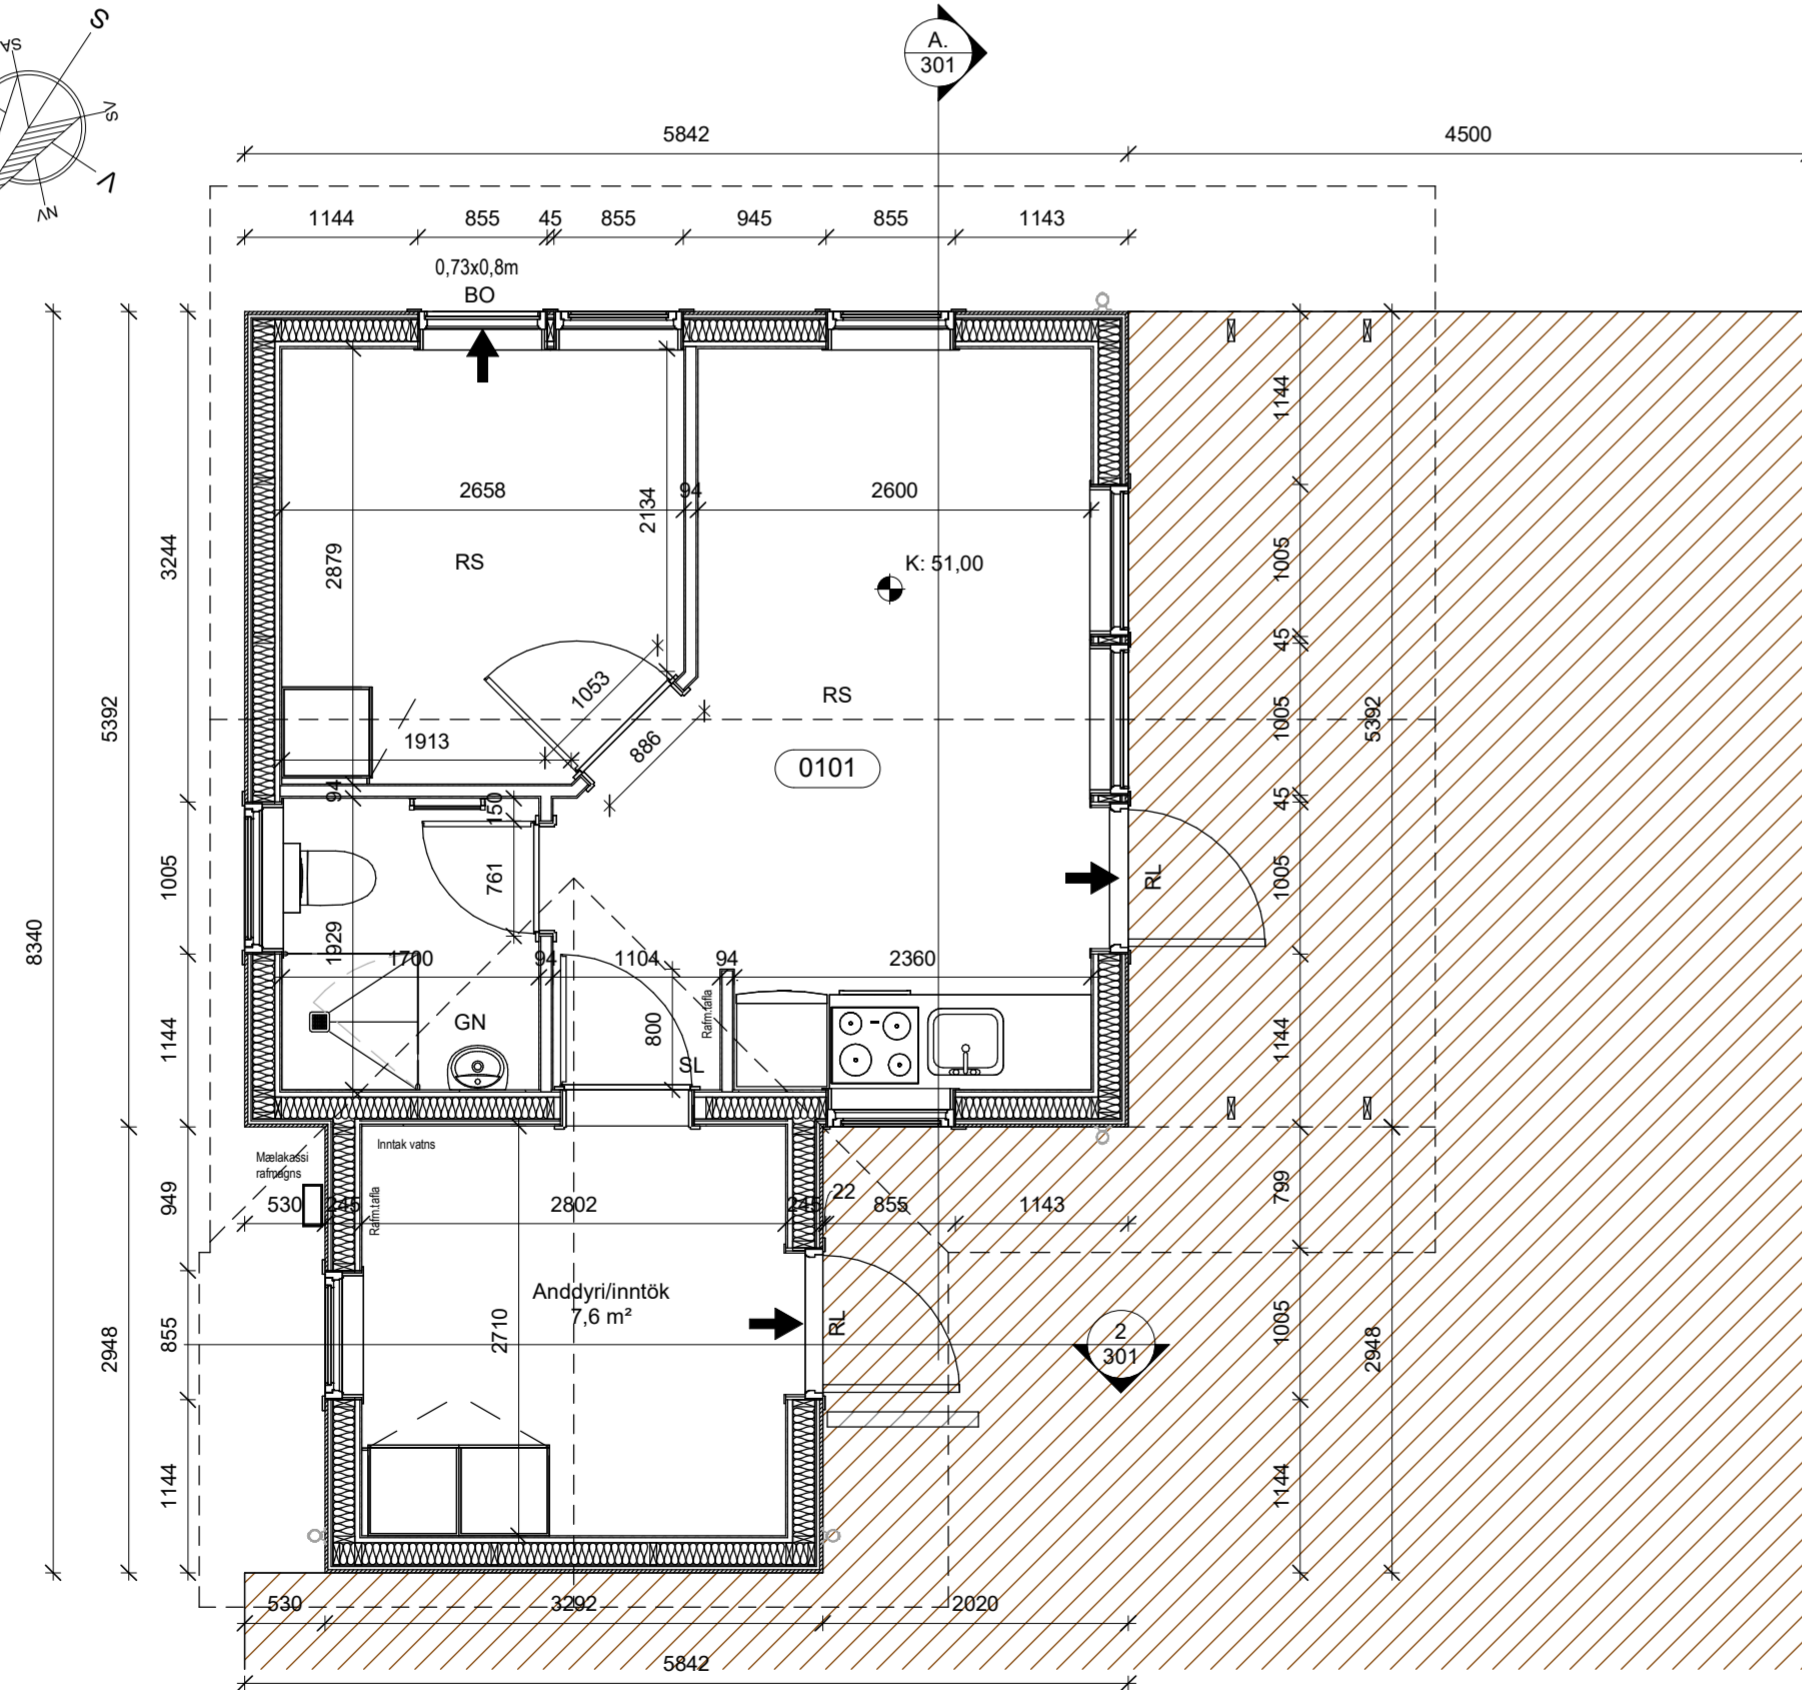 S
SA
VS
V
NV
A.
301
5842
4500
1144
855
45
855
945
855
1143
0,73x0,8m
BO
1144
2658
94
2600
2134
3244
2879
RS
K: 51,00
1005
45
1053
RS
5392
1913
886
1005
5392
0101
94
150
45
1005
761
1005
RL
8340
1929
1700
94
1104
94
2360
Rafm.tafla
GN
800
SL
1144
1144
Inntak vatns
Mælakassi
rafmagns
949
530
245
Rafm.tafla
2802
245
22
855
1143
799
Anddyri/inntök
7,6 m²
2948
855
2710
RL
2
301
1005
2948
1144
1144
530
3292
2020
5842